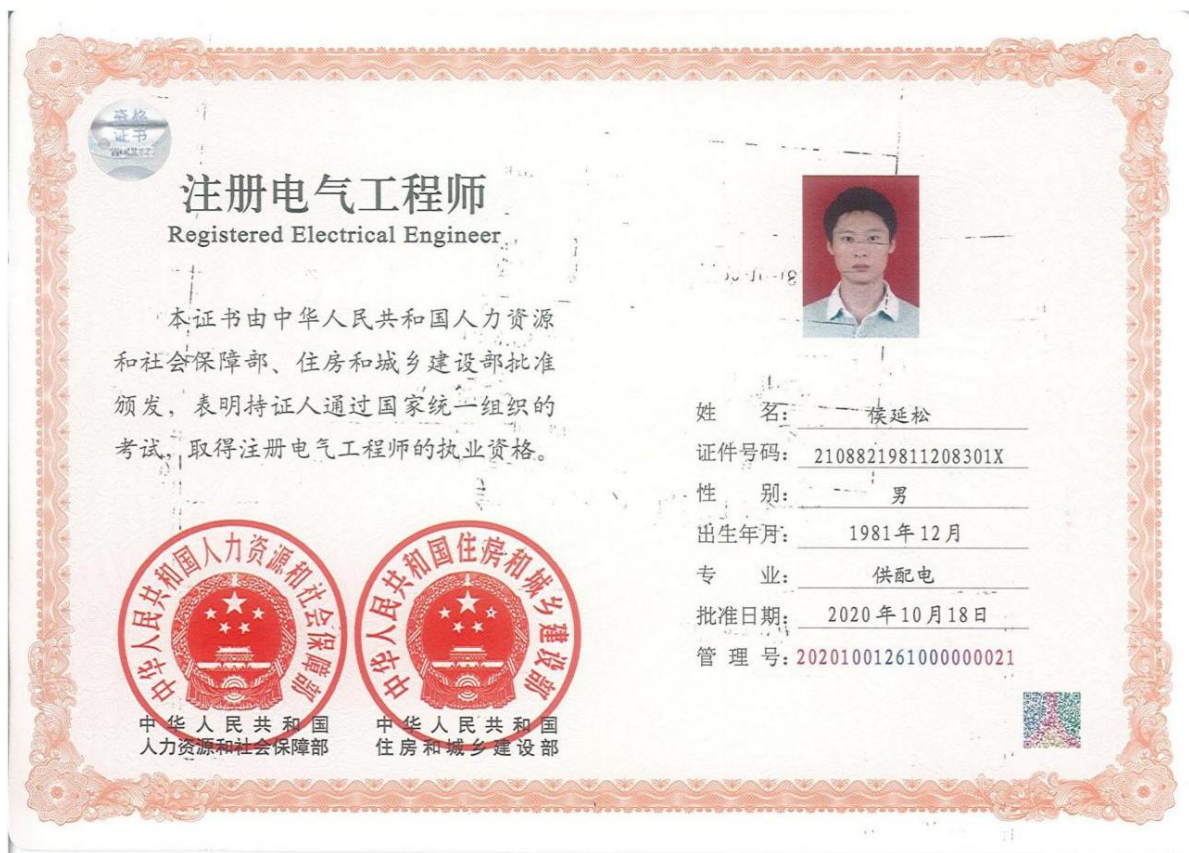 资格
证书
注册电气工程师
Registered Electrical Engineer
本证书由中华人民共和国人力资源
和社会保障部、住房和城乡建设部批准
颁发，表明持证人通过国家统一组织的
考试，取得注册电气工程师的执业资格。
中华人民共和国人力资源和社会保障部
中华人民共和国
人力资源和社会保障部
中华人民共和国住房和城乡建设部
中华人民共和国
住房和城乡建设部
姓 名： 侯延松
证件号码： 21088219811208301X
性 别： 男
出生年月： 1981年12月
专 业： 供配电
批准日期： 2020年10月18日
管 理 号: 20201001261000000021